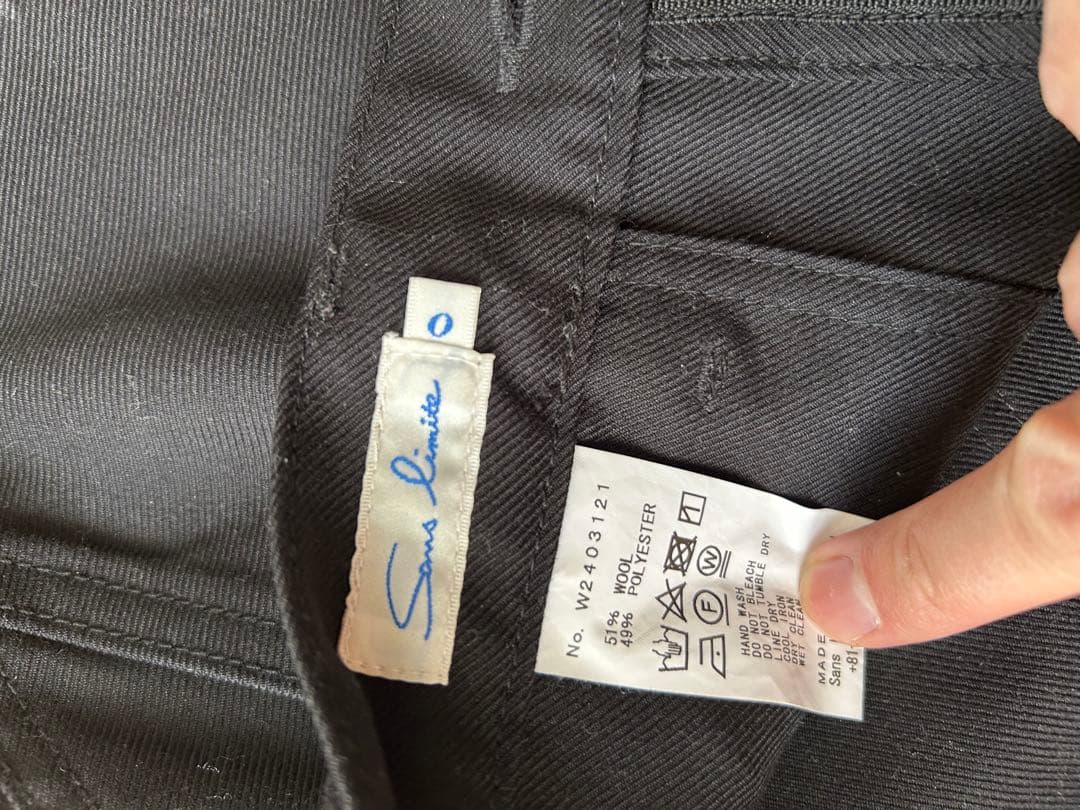 0
Sans limite
No. W2403121
51% WOOL
49% POLYESTER
F W
HAND WASH
DO NOT BLEACH
DO NOT TUMBLE DRY
LINE DRY
COOL IRON
DRY CLEAN
WET CLEAN
MADE
Sans
+81-